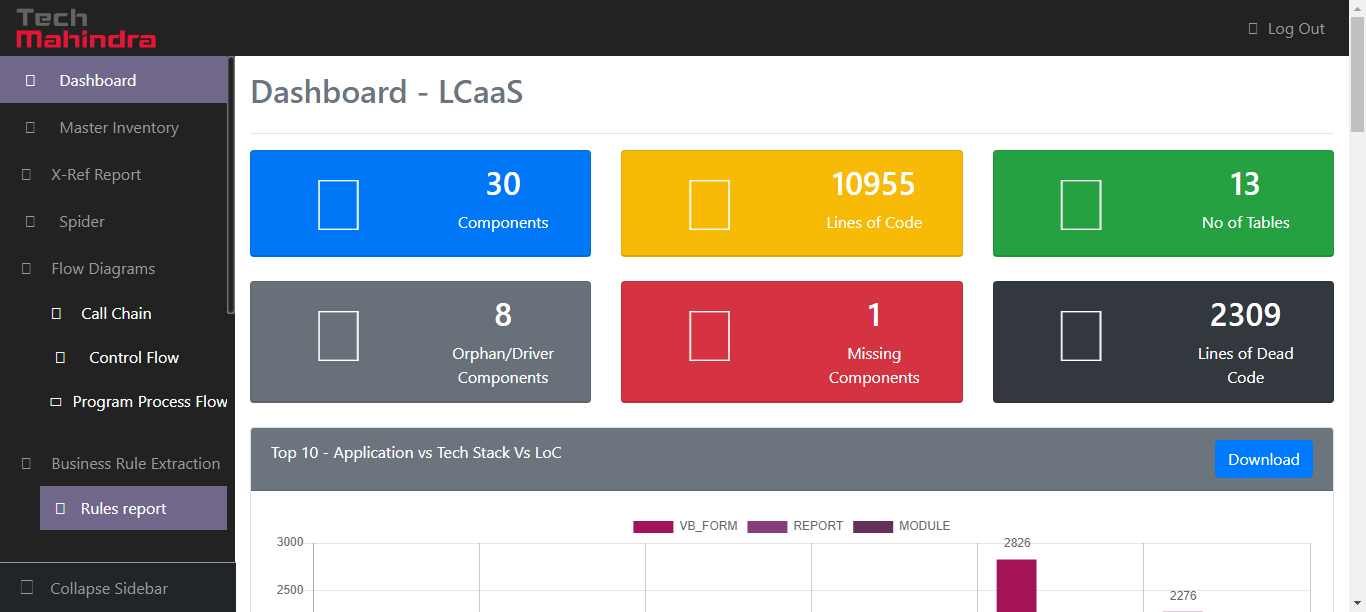 Tech
Mahindra
Log Out
Dashboard
Master Inventory
X-Ref Report
Spider
Flow Diagrams
Call Chain
Control Flow
Program Process Flow
Business Rule Extraction
Rules report
Collapse Sidebar
Dashboard - LCaaS
30
Components
10955
Lines of Code
13
No of Tables
8
Orphan/Driver
Components
1
Missing
Components
2309
Lines of Dead
Code
Top 10 - Application vs Tech Stack Vs LoC
Download
VB_FORM REPORT MODULE
3000
2826
2500
2276